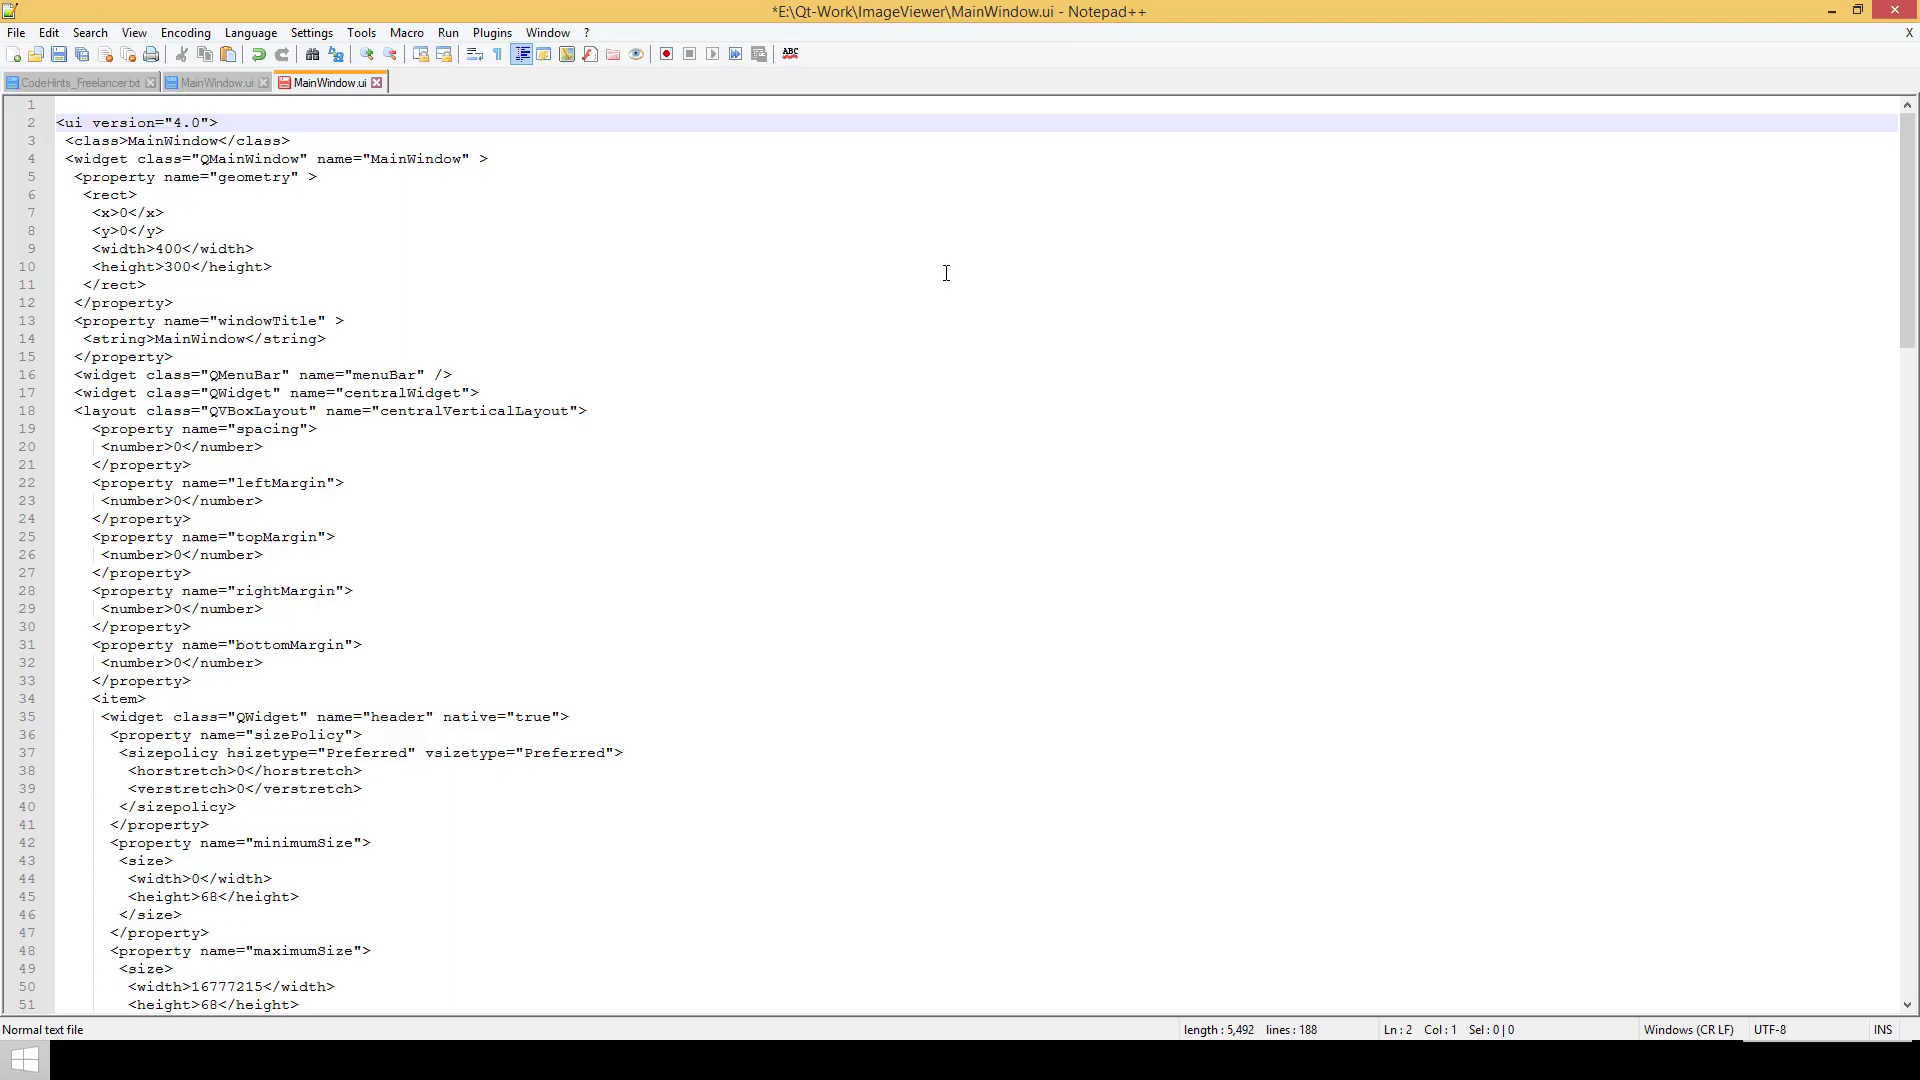 *E:\Qt-Work\ImageViewer\MainWindow.ui - Notepad++
File Edit Search View Encoding Language Settings Tools Macro Run Plugins Window ? X
ABC
CodeHints_Freelancer.txt MainWindow.ui MainWindow.ui
1
2 <ui version="4.0">
3 <class>MainWindow</class>
4 <widget class="QMainWindow" name="MainWindow" >
5 <property name="geometry" >
6 <rect>
7 <x>0</x>
8 <y>0</y>
9 <width>400</width>
10 <height>300</height>
11 </rect>
12 </property>
13 <property name="windowTitle" >
14 <string>MainWindow</string>
15 </property>
16 <widget class="QMenuBar" name="menuBar" />
17 <widget class="QWidget" name="centralWidget">
18 <layout class="QVBoxLayout" name="centralVerticalLayout">
19 <property name="spacing">
20 <number>0</number>
21 </property>
22 <property name="leftMargin">
23 <number>0</number>
24 </property>
25 <property name="topMargin">
26 <number>0</number>
27 </property>
28 <property name="rightMargin">
29 <number>0</number>
30 </property>
31 <property name="bottomMargin">
32 <number>0</number>
33 </property>
34 <item>
35 <widget class="QWidget" name="header" native="true">
36 <property name="sizePolicy">
37 <sizepolicy hsizetype="Preferred" vsizetype="Preferred">
38 <horstretch>0</horstretch>
39 <verstretch>0</verstretch>
40 </sizepolicy>
41 </property>
42 <property name="minimumSize">
43 <size>
44 <width>0</width>
45 <height>68</height>
46 </size>
47 </property>
48 <property name="maximumSize">
49 <size>
50 <width>16777215</width>
51 <height>68</height>
Normal text file length : 5,492 lines : 188 Ln : 2 Col : 1 Sel : 0 | 0 Windows (CR LF) UTF-8 INS